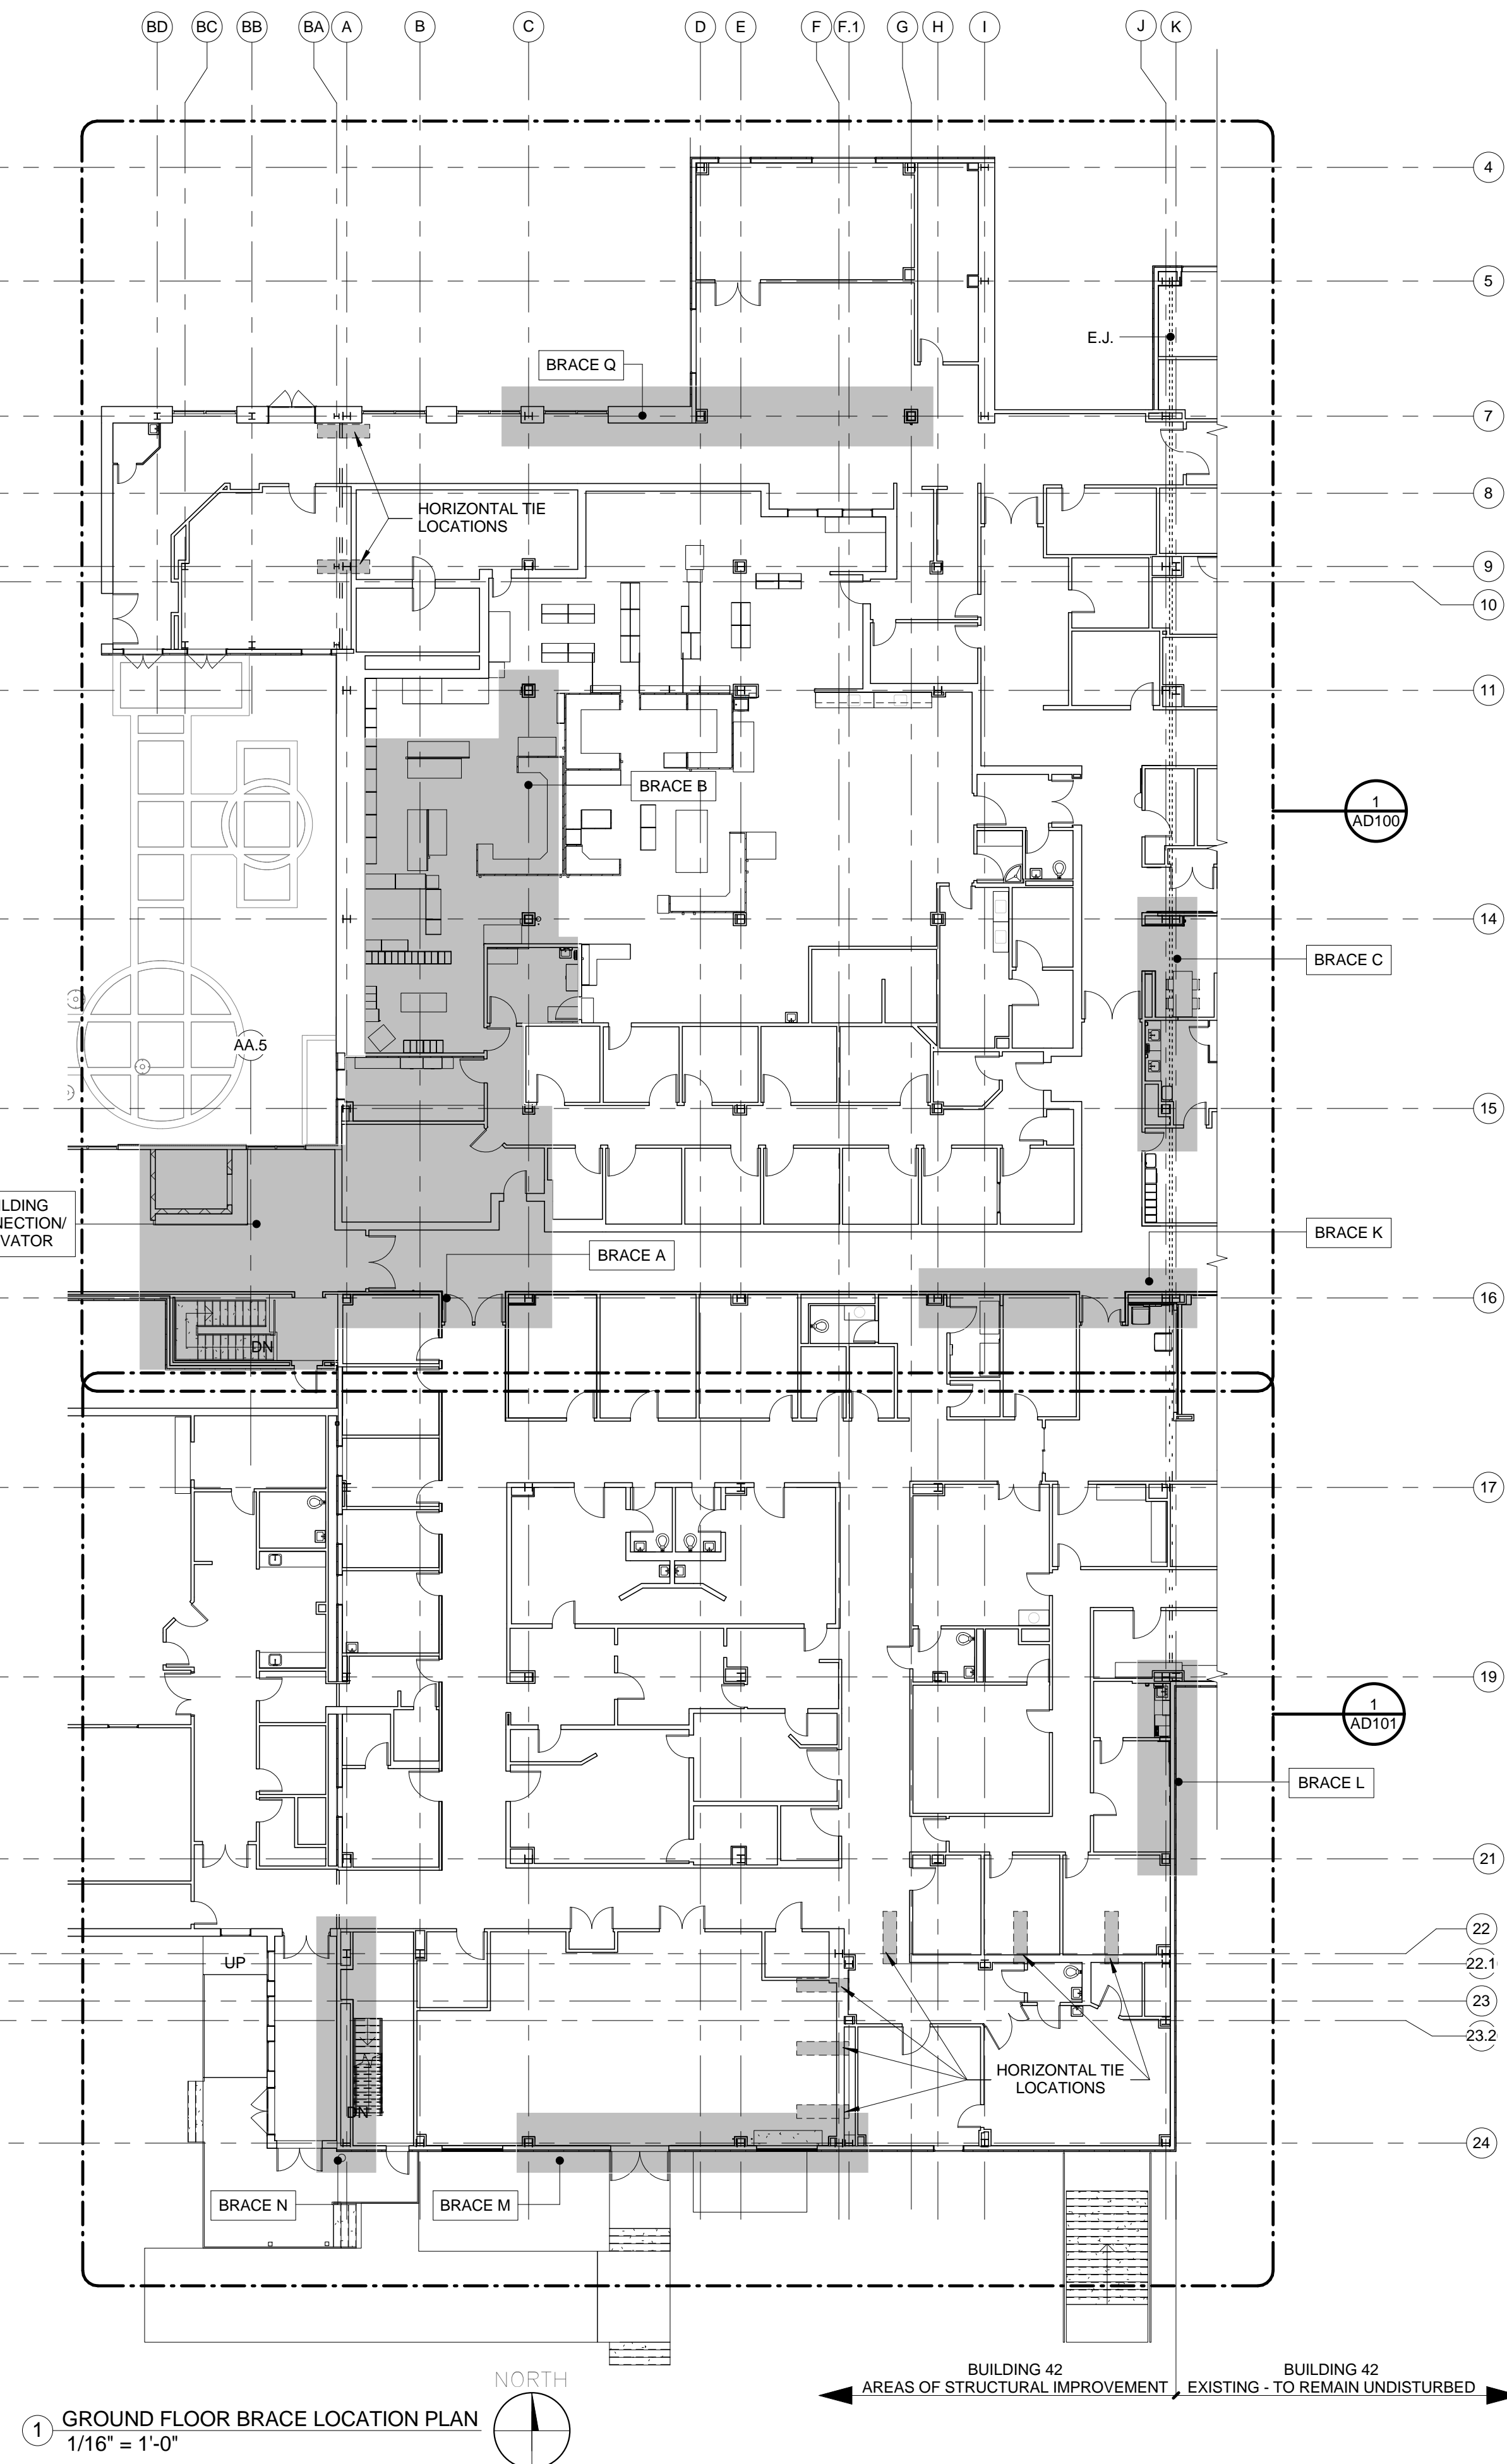 BD BC BB BA A B C D E F F.1 G H I J K
4
5
E.J.
BRACE Q
7
8
HORIZONTAL TIE
LOCATIONS
9
10
11
BRACE B
1
AD100
14
BRACE C
AA.5
15
ILDING
NECTION/
VATOR
BRACE K
BRACE A
16
DN
17
19
1
AD101
BRACE L
21
22
UP
22.1
23
23.2
HORIZONTAL TIE
LOCATIONS
DN
24
BRACE N
BRACE M
BUILDING 42
AREAS OF STRUCTURAL IMPROVEMENT
BUILDING 42
EXISTING - TO REMAIN UNDISTURBED
NORTH
1 GROUND FLOOR BRACE LOCATION PLAN
1/16" = 1'-0"